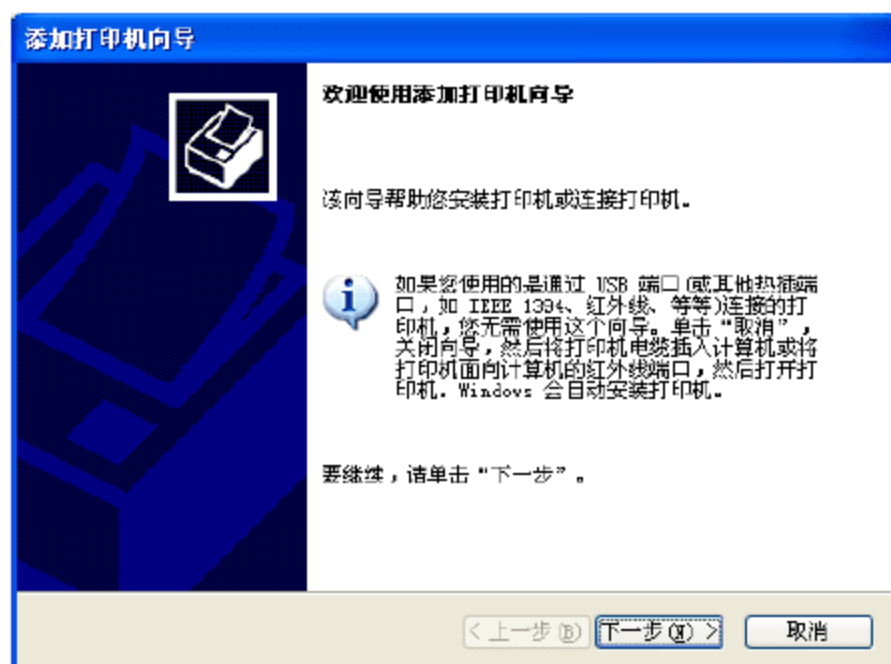 添加打印机向导
欢迎使用添加打印机向导
该向导帮助您安装打印机或连接打印机。
如果您使用的是通过 USB 端口(或其他热插端
口，如 IEEE 1394、红外线、等等)连接的打
印机，您无需使用这个向导。单击“取消”，
关闭向导，然后将打印机电缆插入计算机或将
打印机面向计算机的红外线端口，然后打开打
印机。Windows 会自动安装打印机。
要继续，请单击“下一步”。
< 上一步(B) 下一步(N) > 取消